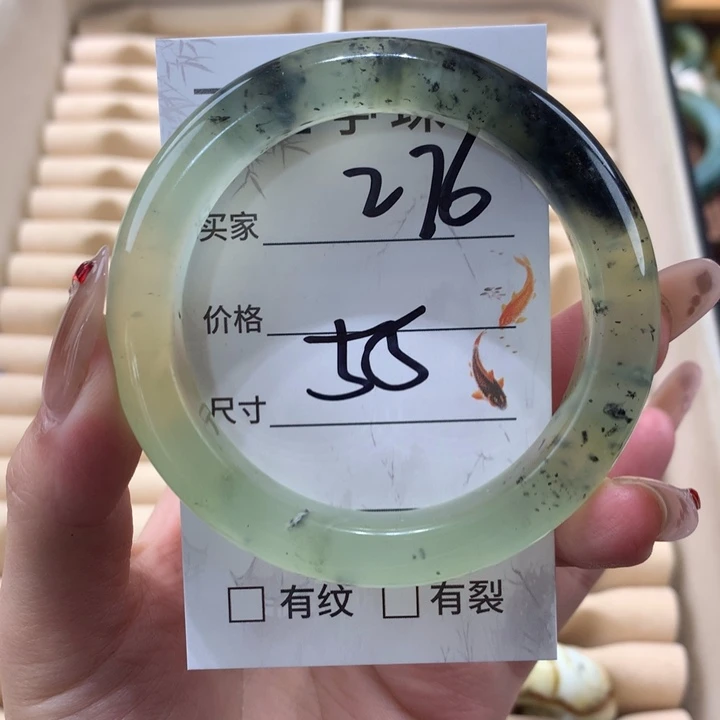 买家 276
价格
尺寸 55
□ 有纹 □ 有裂